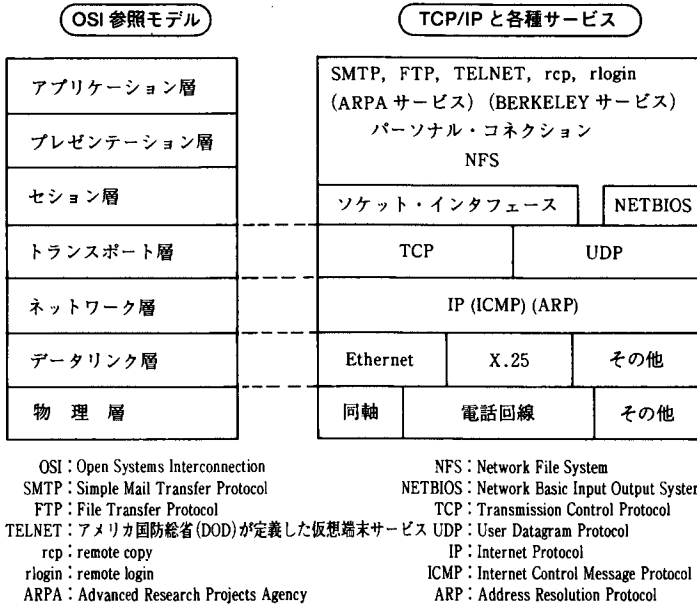 OSI 参照モデル
TCP/IP と各種サービス
アプリケーション層
プレゼンテーション層
セション層
トランスポート層
ネットワーク層
データリンク層
物 理 層
SMTP, FTP, TELNET, rcp, rlogin
(ARPA サービス) (BERKELEY サービス)
パーソナル・コネクション
NFS
ソケット・インタフェース
NETBIOS
TCP
UDP
IP (ICMP) (ARP)
Ethernet
X.25
その他
同軸
電話回線
その他
OSI：Open Systems Interconnection
SMTP：Simple Mail Transfer Protocol
FTP：File Transfer Protocol
TELNET：アメリカ国防総省(DOD)が定義した仮想端末サービス
rcp：remote copy
rlogin：remote login
ARPA：Advanced Research Projects Agency
NFS：Network File System
NETBIOS：Network Basic Input Output System
TCP：Transmission Control Protocol
UDP：User Datagram Protocol
IP：Internet Protocol
ICMP：Internet Control Message Protocol
ARP：Address Resolution Protocol